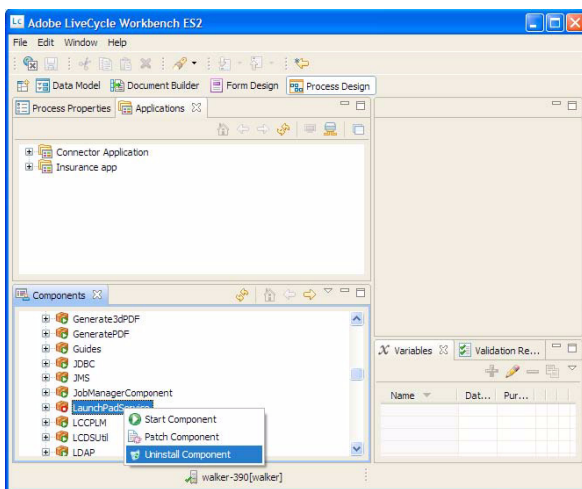 Adobe LiveCycle Workbench ES2
File Edit Window Help
Data Model Document Builder Form Design Process Design
Process Properties Applications
Connector Application
Insurance app
Components
Generate3dPDF
GeneratePDF
Guides
JDBC
JMS
JobManagerComponent
LaunchPadService
LCCPLM
LCDSUtil
LDAP
Start Component
Patch Component
Uninstall Component
Variables Validation Re...
Name Dat... Pur...
walker-390[walker]